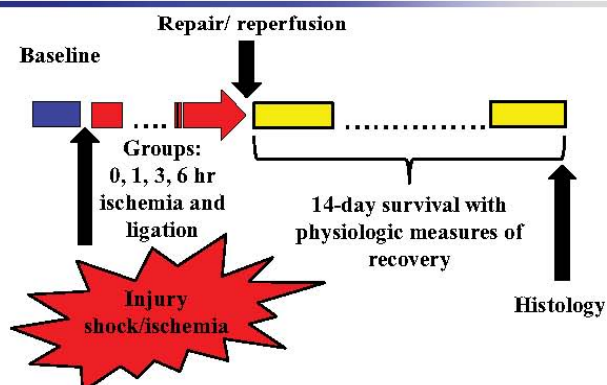 Repair/ reperfusion
Baseline
Groups:
0, 1, 3, 6 hr
ischemia and
ligation
14-day survival with
physiologic measures of
recovery
Injury
shock/ischemia
Histology